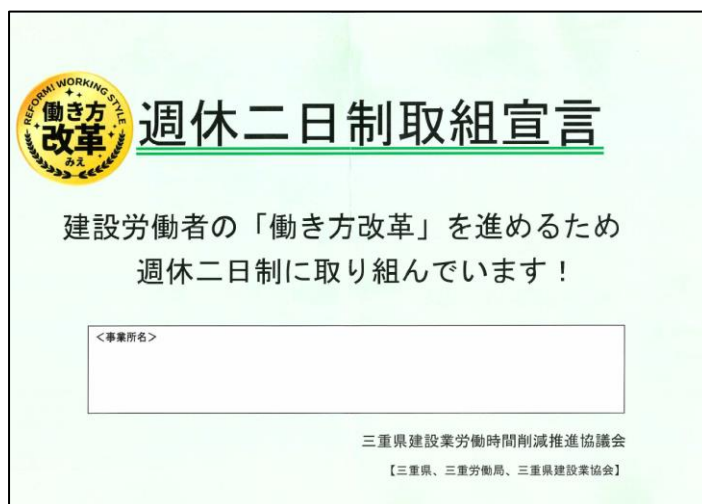 REFORM! WORKING STYLE
働き方
改革
みえ
週休二日制取組宣言
建設労働者の「働き方改革」を進めるため
週休二日制に取り組んでいます！
＜事業所名＞
三重県建設業労働時間削減推進協議会
【三重県、三重労働局、三重県建設業協会】